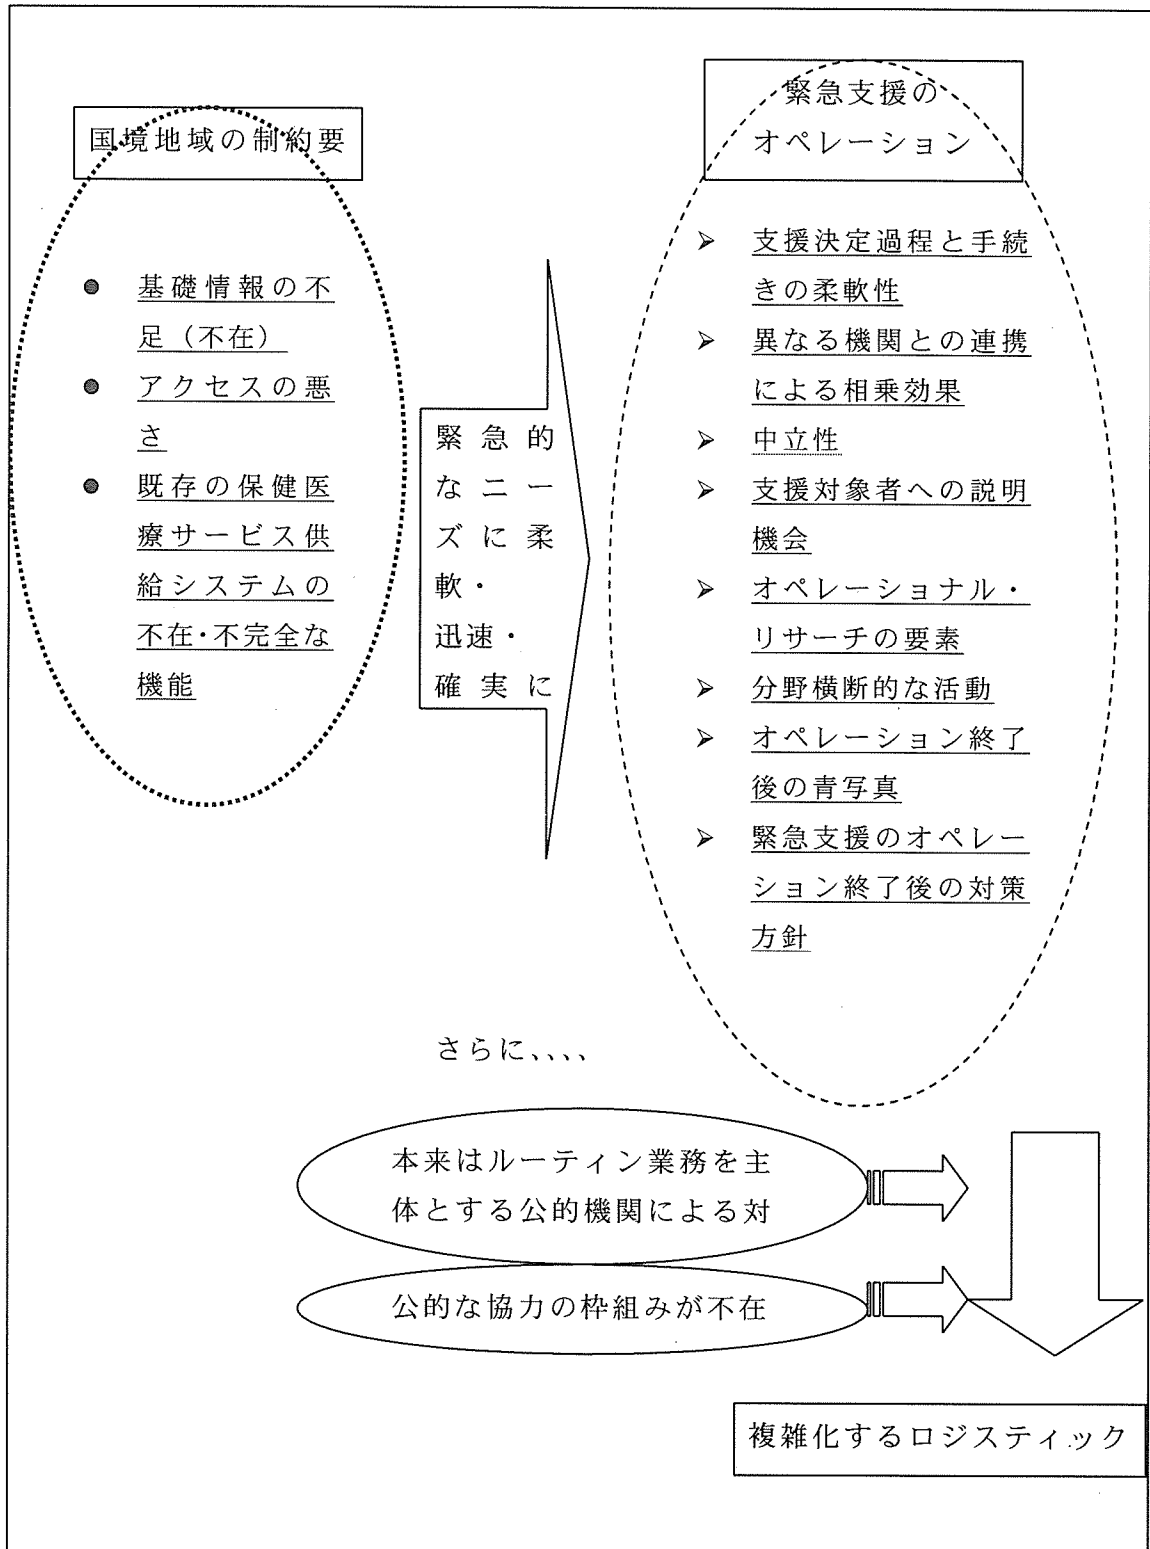 国境地域の制約要
● 基礎情報の不
足（不在）
● アクセスの悪
さ
● 既存の保健医
療サービス供
給システムの
不在・不完全な
機能
緊急的
なニー
ズに柔
軟・
迅速・
確実に
緊急支援の
オペレーション
➢ 支援決定過程と手続
きの柔軟性
➢ 異なる機関との連携
による相乗効果
➢ 中立性
➢ 支援対象者への説明
機会
➢ オペレーショナル・
リサーチの要素
➢ 分野横断的な活動
➢ オペレーション終了
後の青写真
➢ 緊急支援のオペレー
ション終了後の対策
方針
さらに、、、、
本来はルーティン業務を主
体とする公的機関による対
公的な協力の枠組みが不在
複雑化するロジスティック